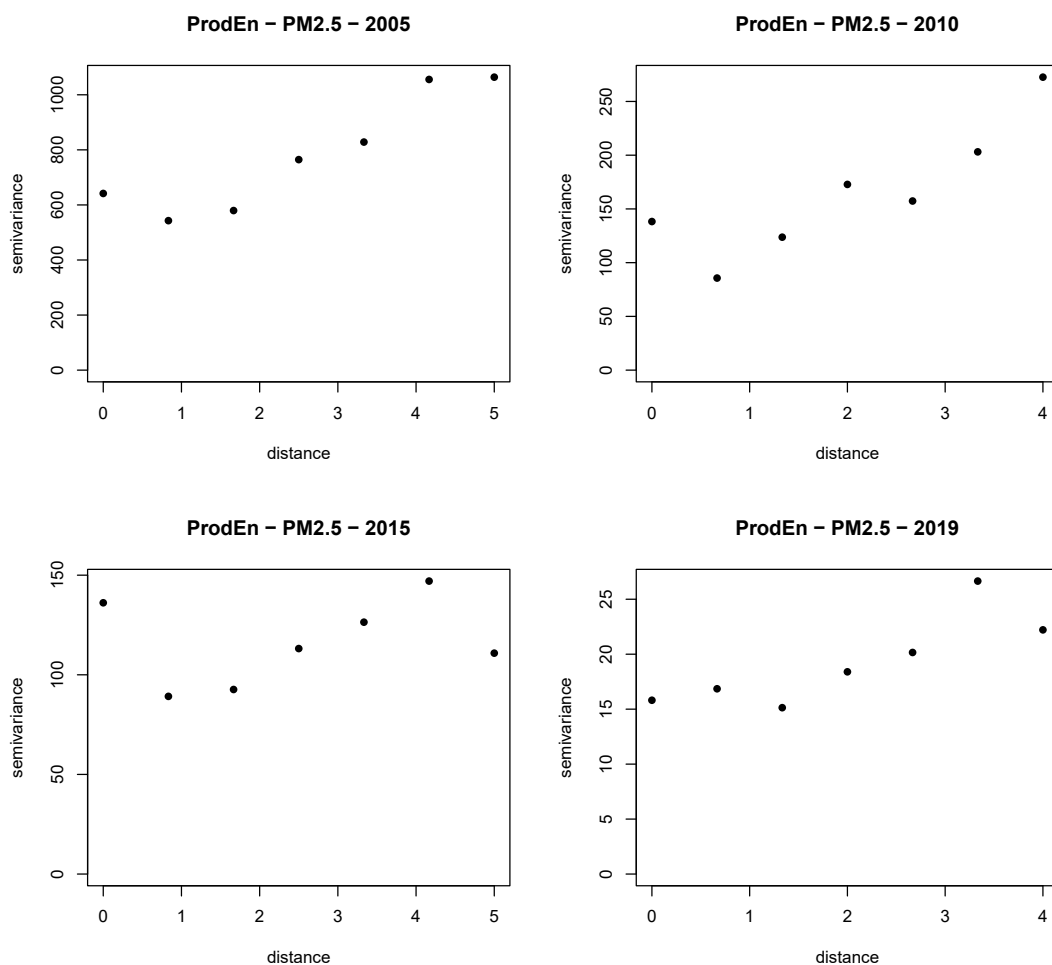 ProdEn − PM2.5 − 2005
semivariance
0
200
400
600
800
1000
0 1 2 3 4 5
distance
ProdEn − PM2.5 − 2010
semivariance
0
50
100
150
200
250
0 1 2 3 4
distance
ProdEn − PM2.5 − 2015
semivariance
0
50
100
150
0 1 2 3 4 5
distance
ProdEn − PM2.5 − 2019
semivariance
0
5
10
15
20
25
0 1 2 3 4
distance